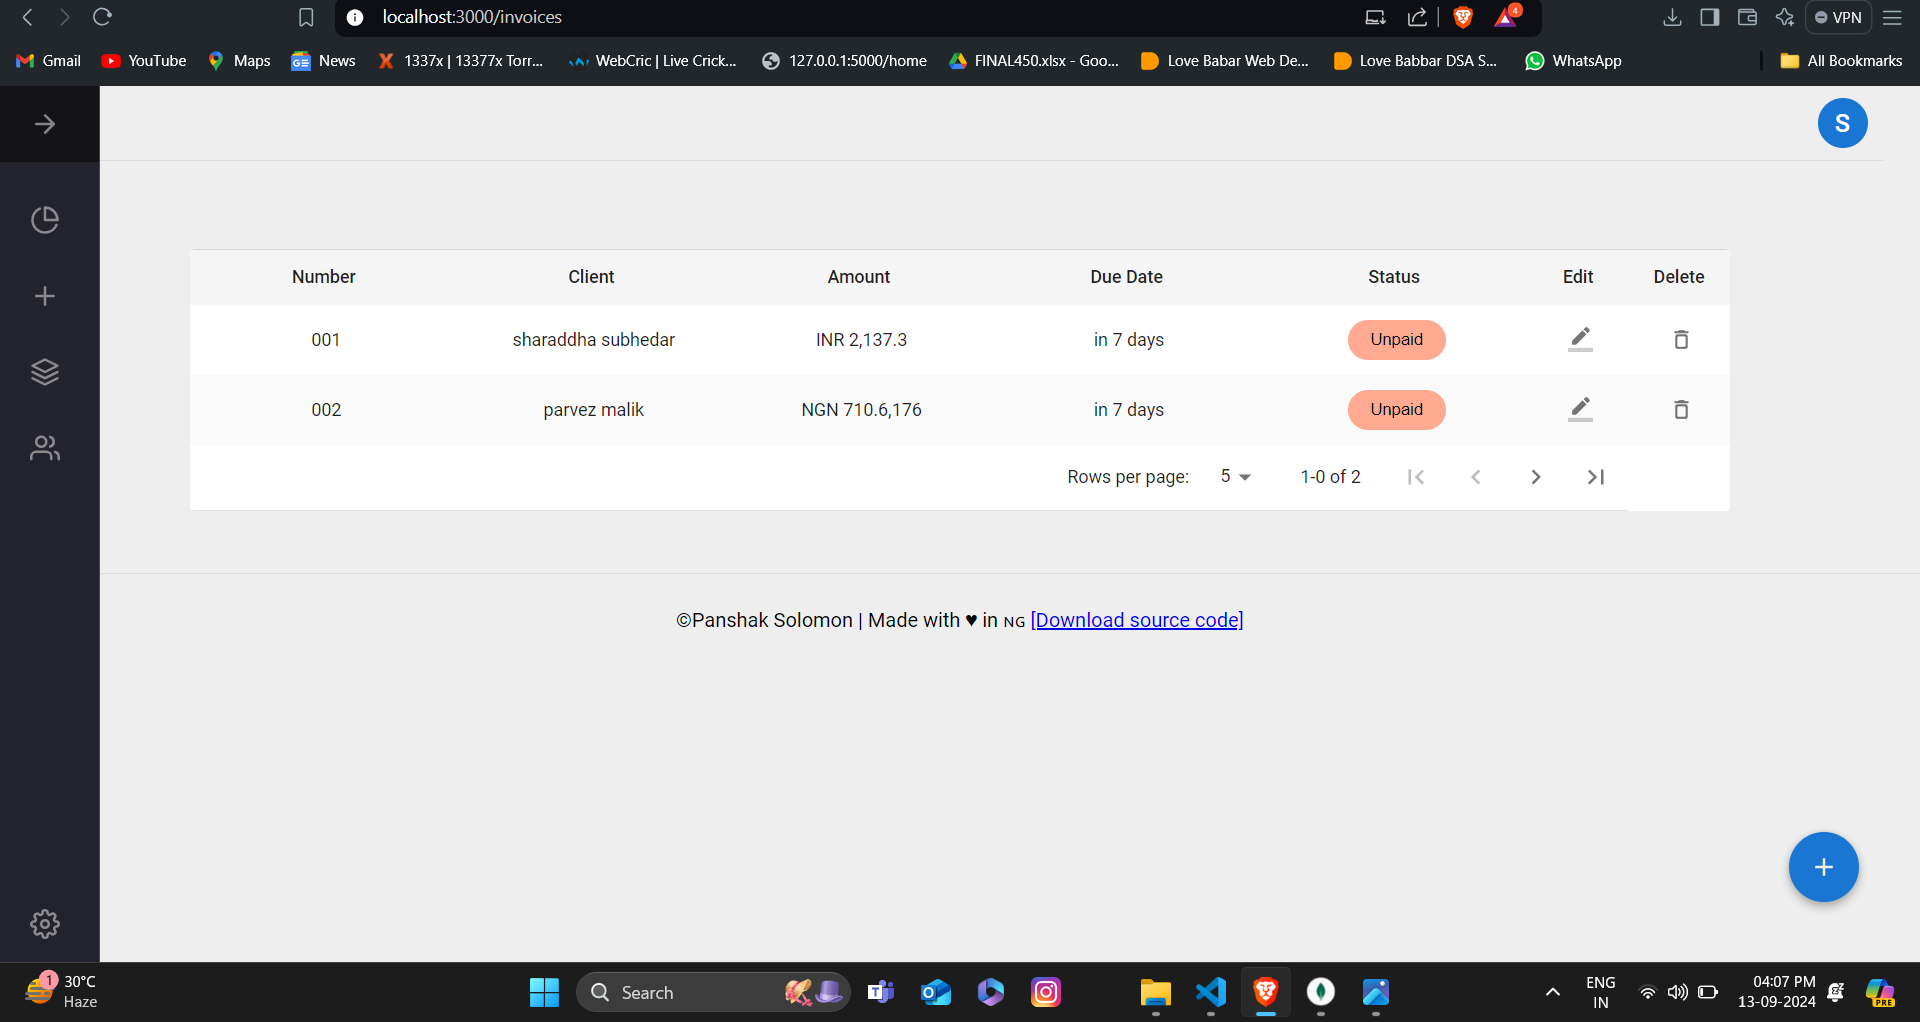 localhost:3000/invoices
4
VPN
Gmail
YouTube
Maps
News
1337x | 13377x Torr...
WebCric | Live Crick...
127.0.0.1:5000/home
FINAL450.xlsx - Goo...
Love Babar Web De...
Love Babbar DSA S...
WhatsApp
All Bookmarks
S
Number Client Amount Due Date Status Edit Delete
001 sharaddha subhedar INR 2,137.3 in 7 days Unpaid
002 parvez malik NGN 710.6,176 in 7 days Unpaid
Rows per page: 5 1-0 of 2
©Panshak Solomon | Made with ♥ in NG [Download source code]
1
30°C
Haze
Search
ENG
IN
04:07 PM
13-09-2024
PRE